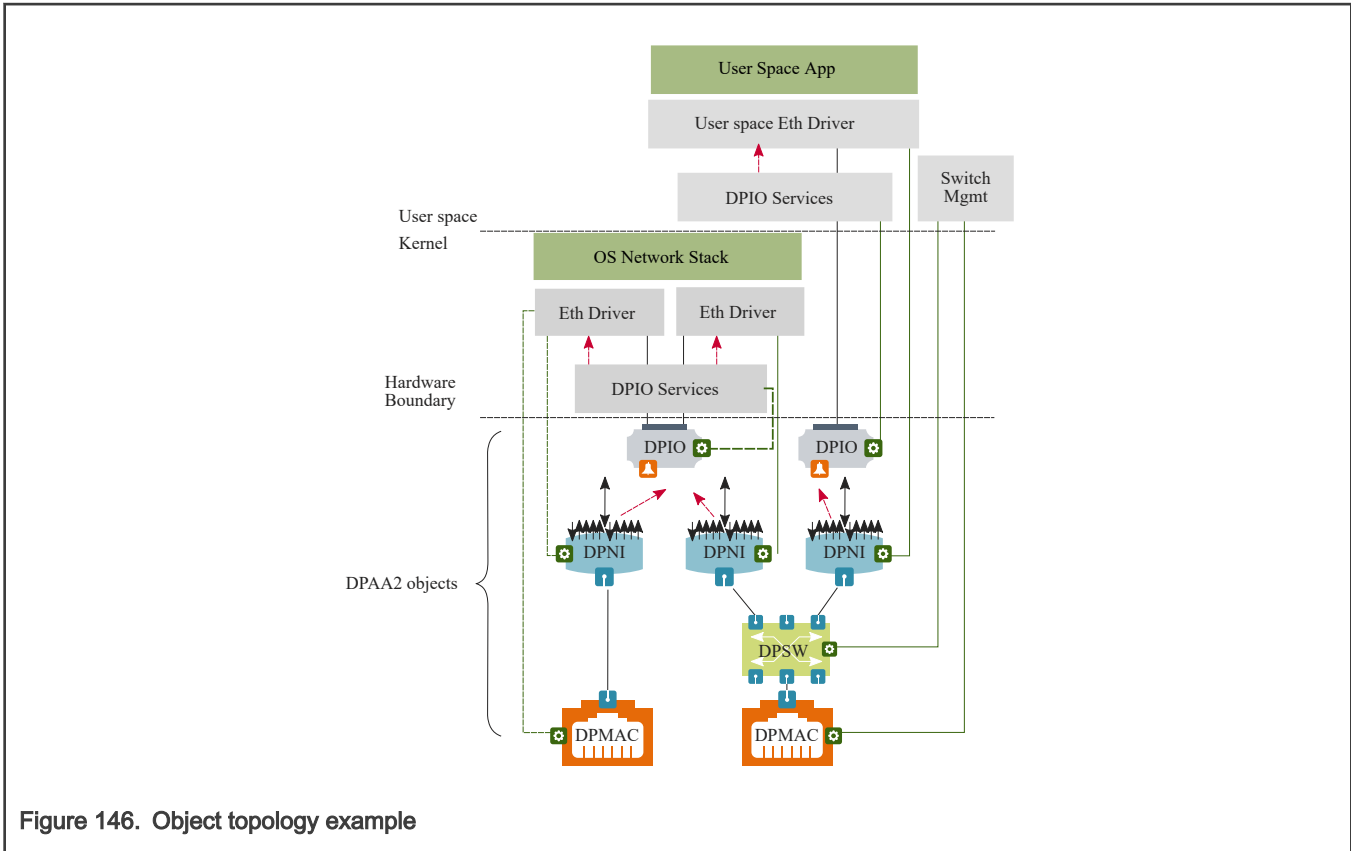 User Space App
User space Eth Driver
Switch
Mgmt
DPIO Services
User space
Kernel
OS Network Stack
Eth Driver
Eth Driver
Hardware
Boundary
DPIO Services
DPIO
DPIO
DPNI
DPNI
DPNI
DPAA2 objects
DPSW
DPMAC
DPMAC
Figure 146. Object topology example